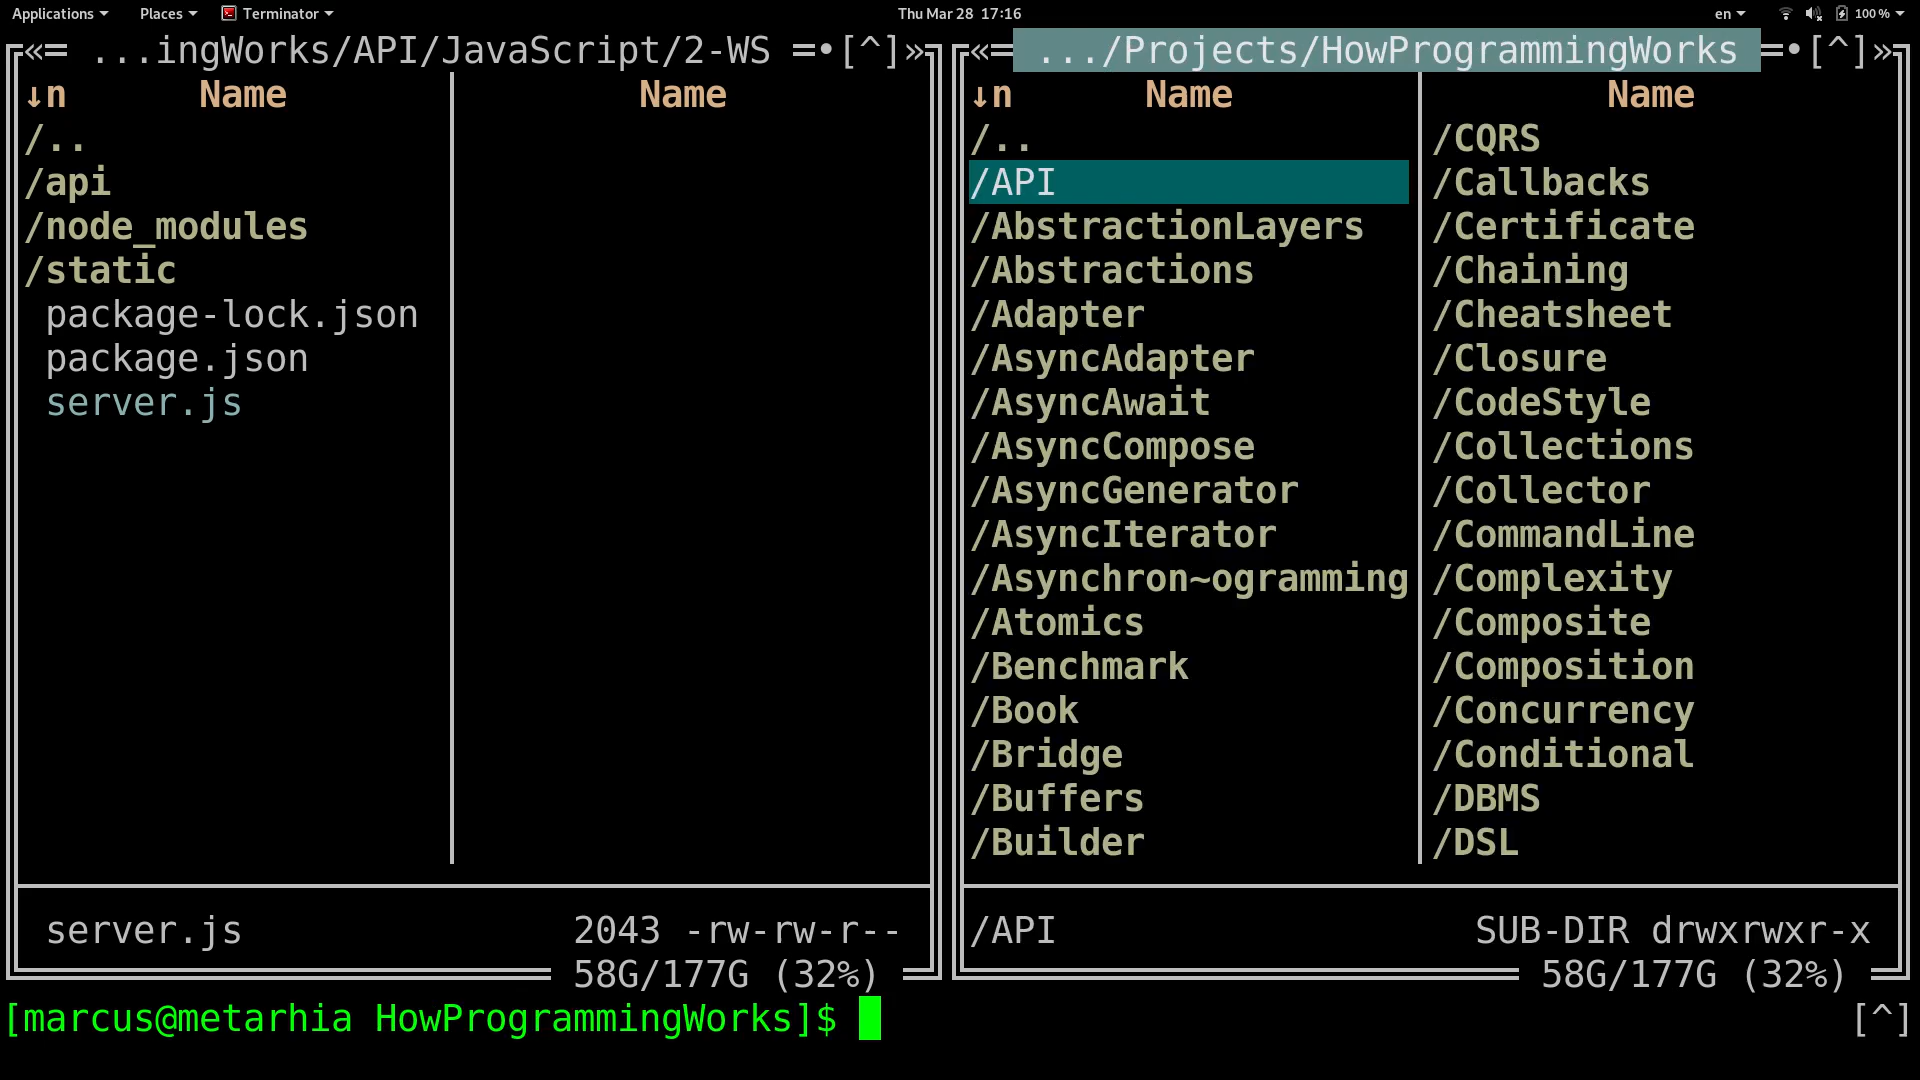 Applications Places Terminator Thu Mar 28 17:16 en 100 %
«= ...ingWorks/API/JavaScript/2-WS =•[^]»
↓n Name Name
/..
/api
/node_modules
/static
package-lock.json
package.json
server.js
server.js 2043 -rw-rw-r--
58G/177G (32%)
«= .../Projects/HowProgrammingWorks =•[^]»
↓n Name Name
/.. /CQRS
/API /Callbacks
/AbstractionLayers /Certificate
/Abstractions /Chaining
/Adapter /Cheatsheet
/AsyncAdapter /Closure
/AsyncAwait /CodeStyle
/AsyncCompose /Collections
/AsyncGenerator /Collector
/AsyncIterator /CommandLine
/Asynchron~ogramming /Complexity
/Atomics /Composite
/Benchmark /Composition
/Book /Concurrency
/Bridge /Conditional
/Buffers /DBMS
/Builder /DSL
/API SUB-DIR drwxrwxr-x
58G/177G (32%)
[marcus@metarhia HowProgrammingWorks]$ [^]